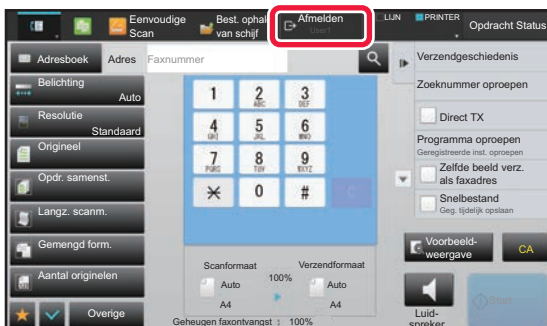 Eenvoudige
Scan
Best. ophal
van schijf
Afmelden
User1
LIJN
PRINTER
Opdracht Status
Adresboek
Adres
Faxnummer
Verzendgeschiedenis
Belichting
Auto
Zoeknummer oproepen
Resolutie
Standaard
Direct TX
Origineel
Programma oproepen
Geregistreerde inst. oproepen
Opdr. samenst.
Zelfde beeld verz.
als faxadres
Langz. scanm.
Snelbestand
Geg. tijdelijk opslaan
Gemengd form.
Voorbeeld-
weergave
CA
Aantal originelen
Overige
1
2 ABC
3 DEF
4 GHI
5 JKL
6 MNO
7 PQRS
8 TUV
9 WXYZ
0
#
C
Scanformaat
Verzendformaat
100%
Auto
Auto
A4
A4
Geheugen faxontvangst : 100%
Luid-
spreker
Start